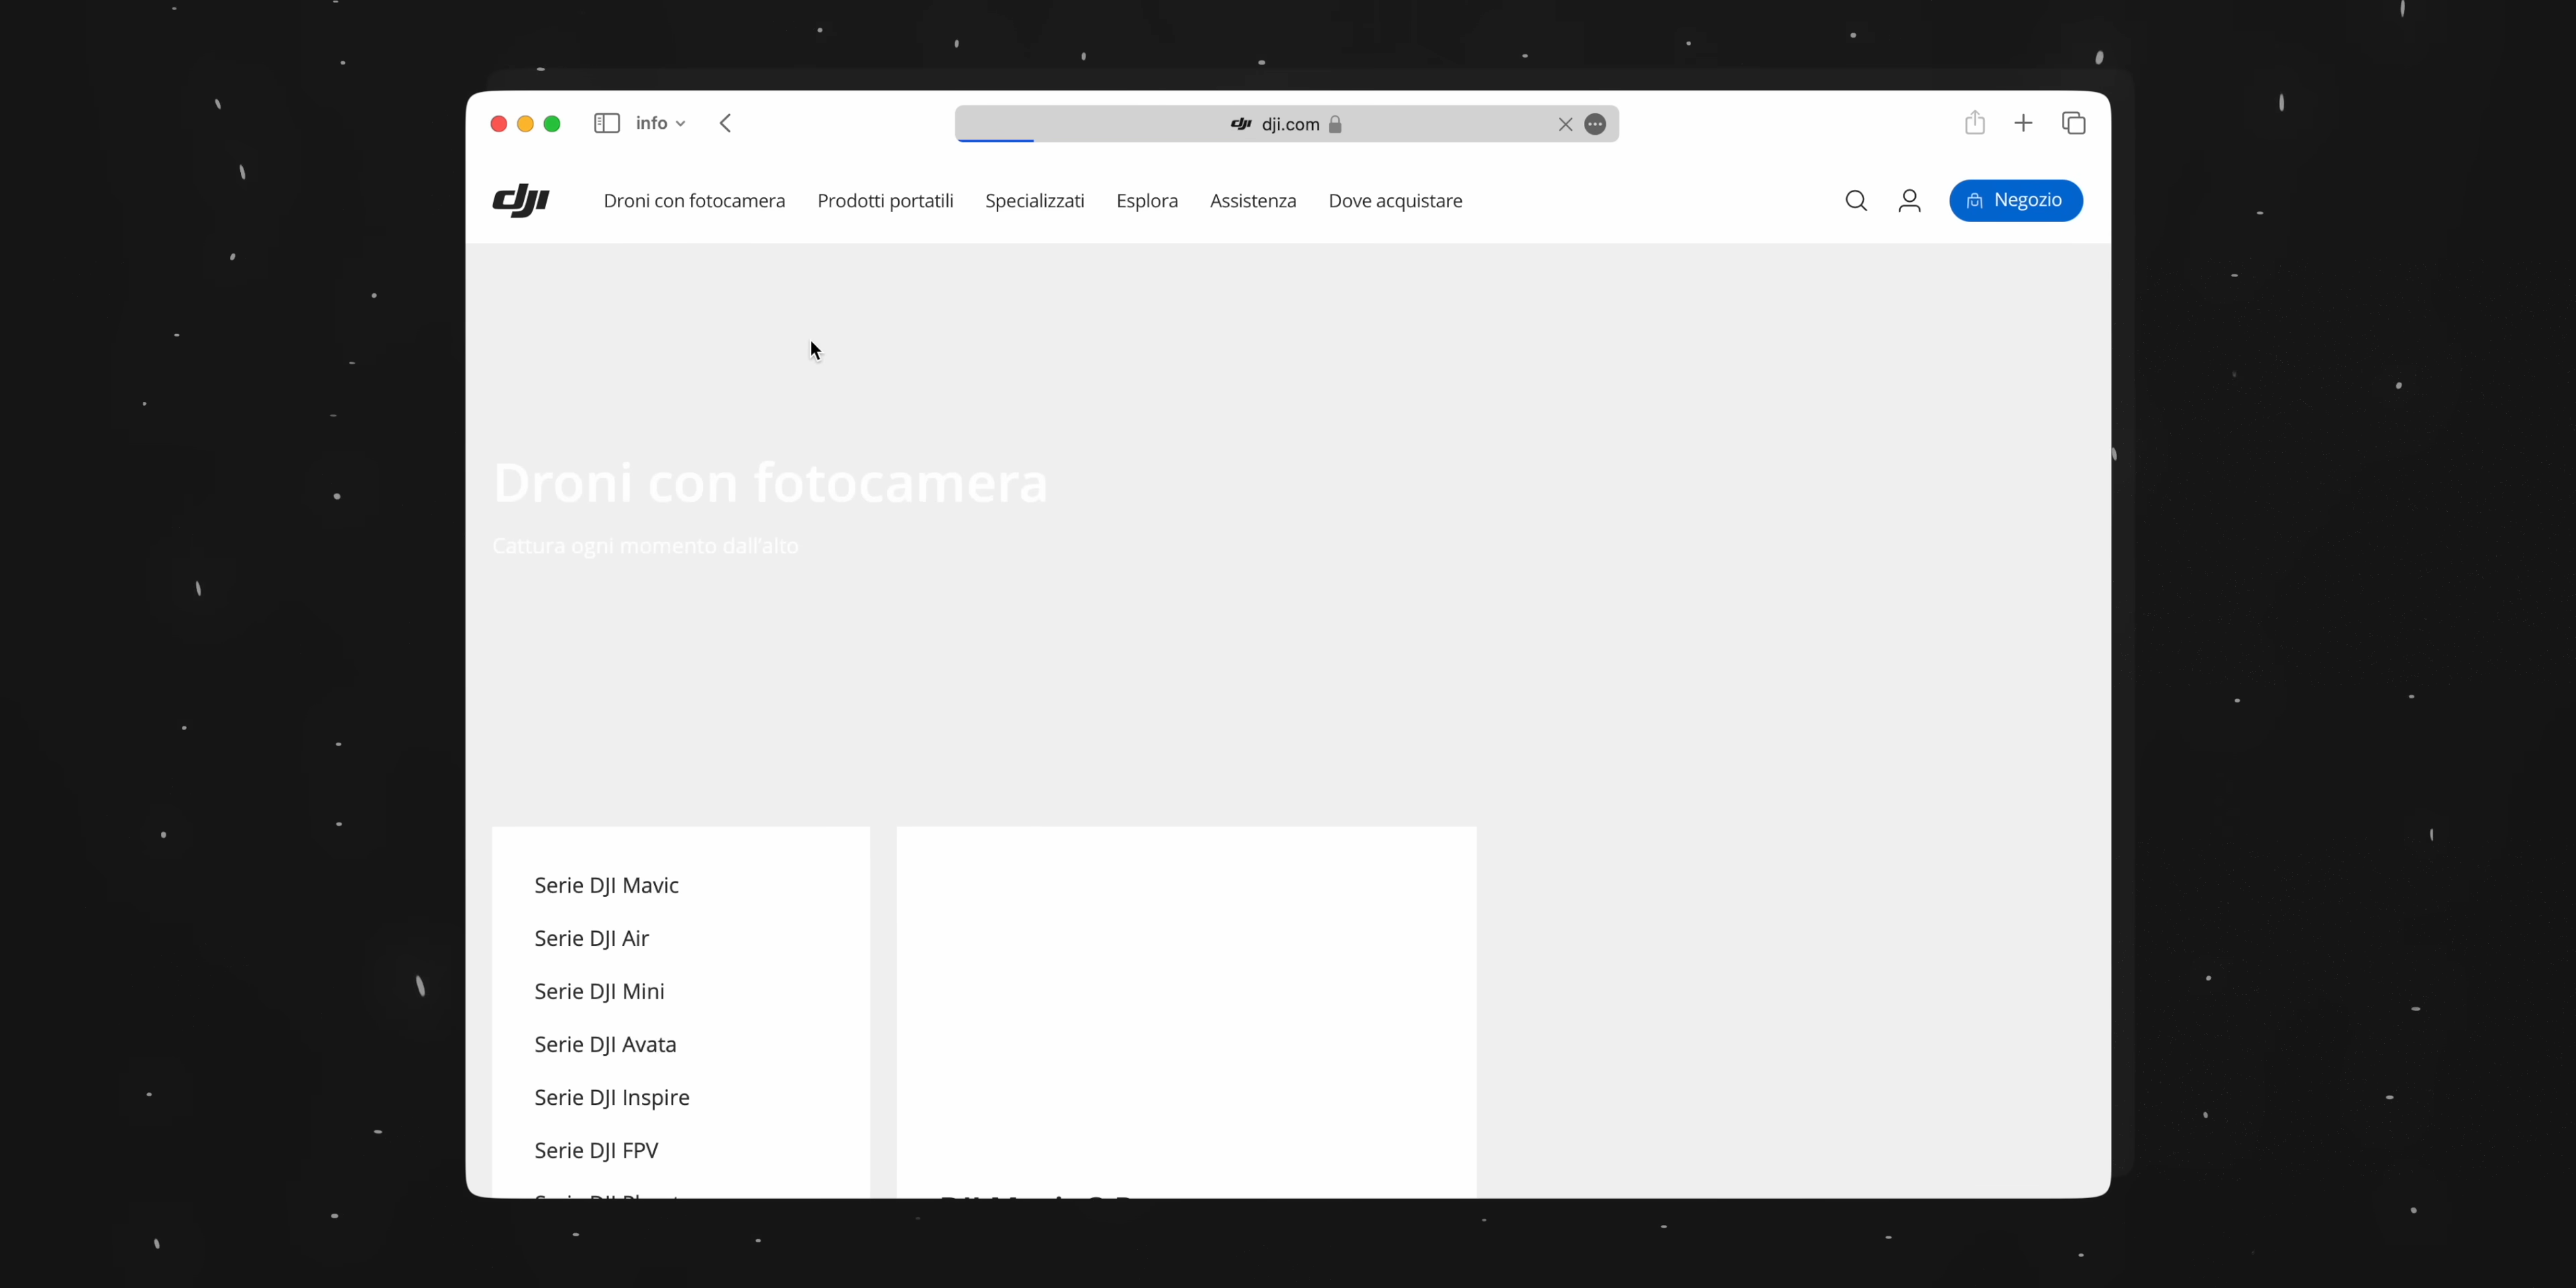 info
dji dji.com
dji
Droni con fotocamera
Prodotti portatili
Specializzati
Esplora
Assistenza
Dove acquistare
Negozio
Droni con fotocamera
Cattura ogni momento dall'alto
Serie DJI Mavic
Serie DJI Air
Serie DJI Mini
Serie DJI Avata
Serie DJI Inspire
Serie DJI FPV